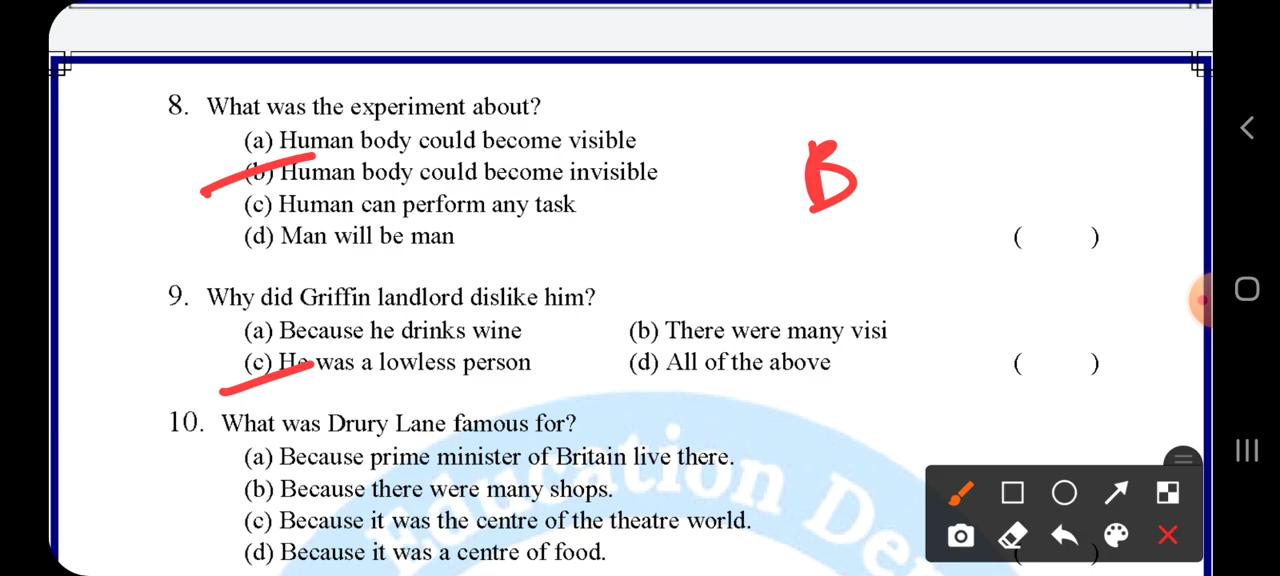 8. What was the experiment about?
(a) Human body could become visible
(b) Human body could become invisible
B
(c) Human can perform any task
(d) Man will be man ( )
9. Why did Griffin landlord dislike him?
(a) Because he drinks wine (b) There were many visi
(c) He was a lowless person (d) All of the above ( )
10. What was Drury Lane famous for?
(a) Because prime minister of Britain live there.
(b) Because there were many shops.
(c) Because it was the centre of the theatre world.
(d) Because it was a centre of food. )
Education De